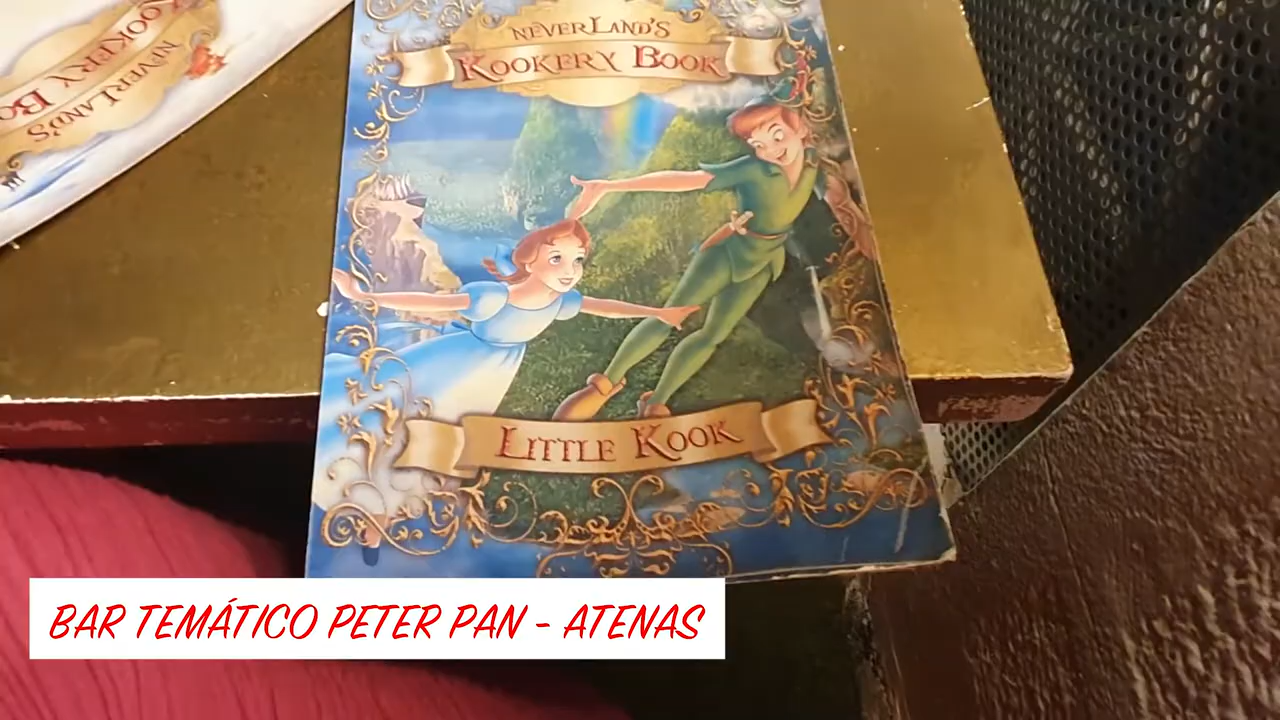 NEVERLAND'S
KOOKERY BOOK
LITTLE KOOK
NEVERLAND'S
KOOKERY BO
BAR TEMÁTICO PETER PAN - ATENAS